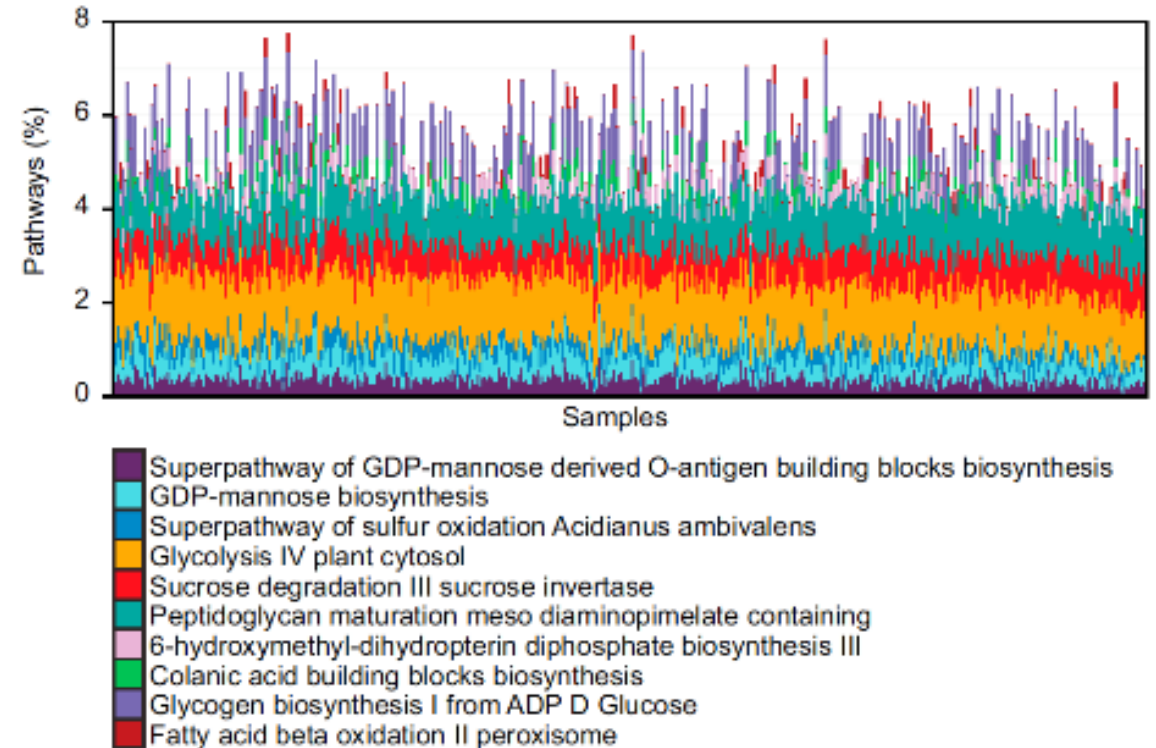 8
6
4
2
0
Pathways (%)
Samples
Superpathway of GDP-mannose derived O-antigen building blocks biosynthesis
GDP-mannose biosynthesis
Superpathway of sulfur oxidation Acidianus ambivalens
Glycolysis IV plant cytosol
Sucrose degradation III sucrose invertase
Peptidoglycan maturation meso diaminopimelate containing
6-hydroxymethyl-dihydropterin diphosphate biosynthesis III
Colanic acid building blocks biosynthesis
Glycogen biosynthesis I from ADP D Glucose
Fatty acid beta oxidation II peroxisome